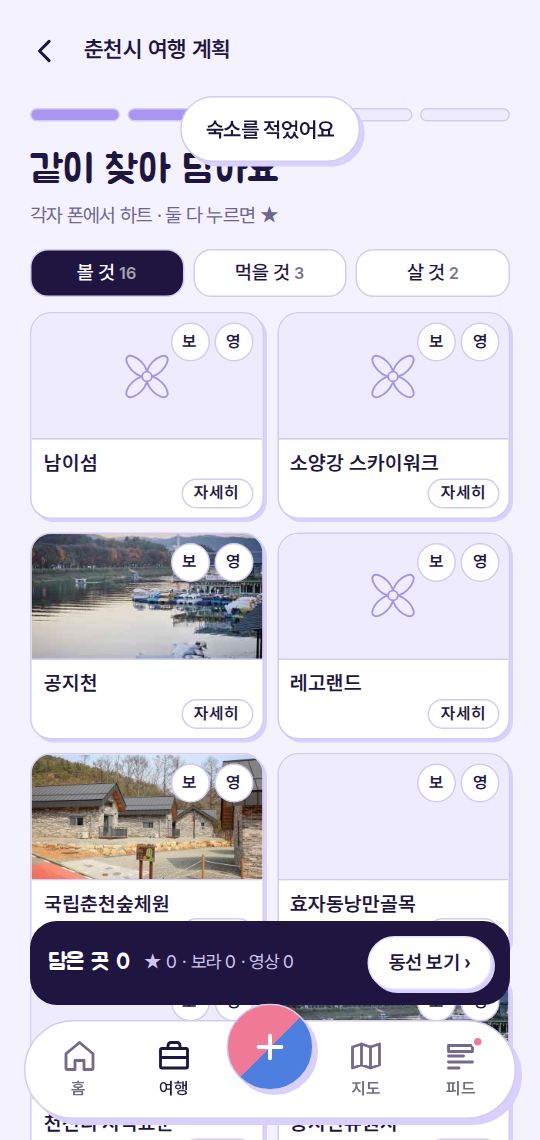 춘천시 여행 계획
숙소를 적었어요
같이 찾아 담아요
각자 폰에서 하트 · 둘 다 누르면 ★
볼 것 16
먹을 것 3
살 것 2
보 영
보 영
남이섬
소양강 스카이워크
자세히
자세히
보 영
보 영
공지천
레고랜드
자세히
자세히
보 영
보 영
국립춘천숲체원
효자동낭만골목
담은 곳 0
★ 0 · 보라 0 · 영상 0
동선 보기 ›
홈
여행
+
지도
피드